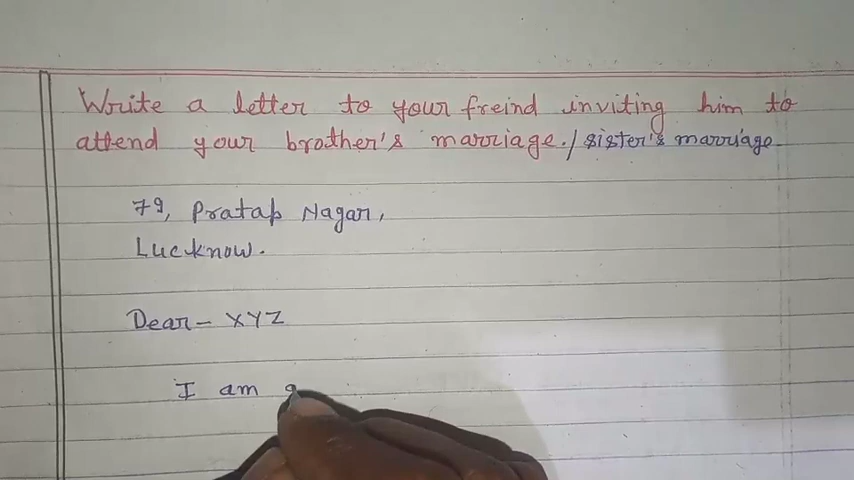 Write a letter to your freind inviting him to
attend your brother's marriage./sister's marriage.
79, Pratap Nagar,
Lucknow.
Dear- XYZ
I am